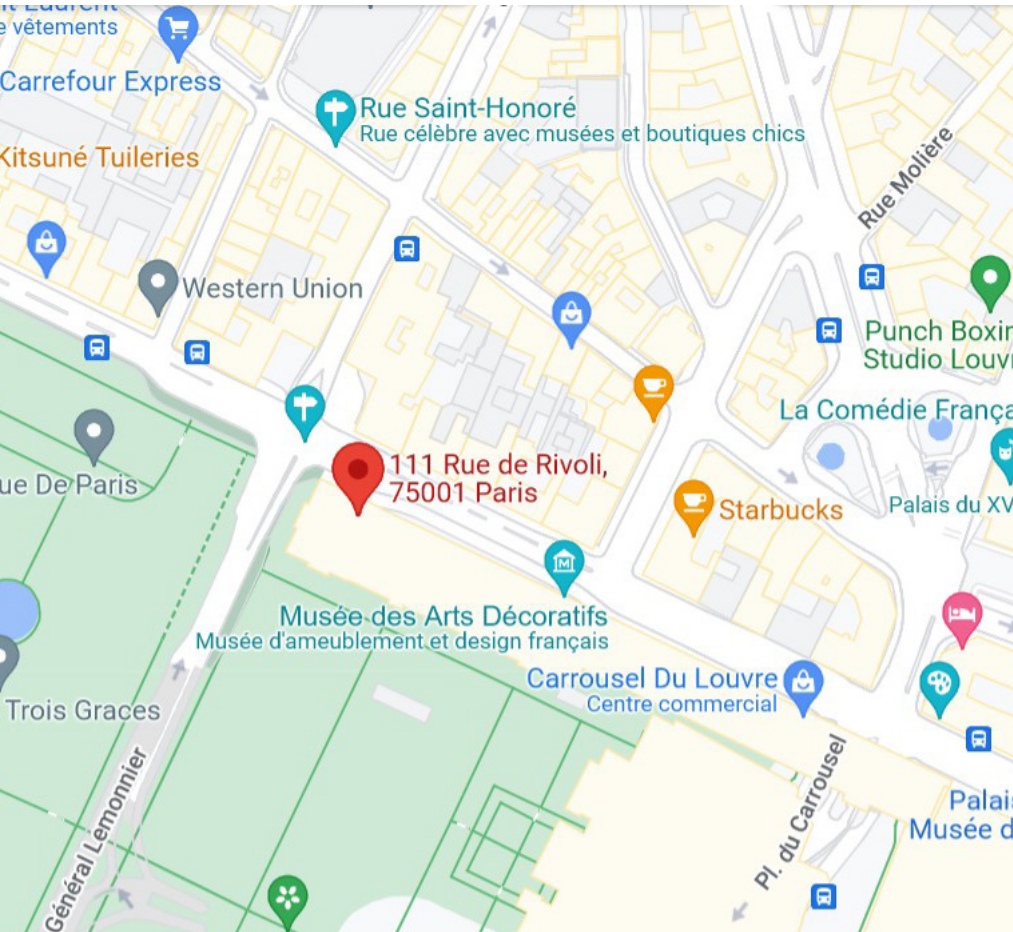 e vêtements
Carrefour Express
Rue Saint-Honoré
Rue célèbre avec musées et boutiques chics
Kitsuné Tuileries
Rue Molière
Western Union
Punch Boxin
Studio Louvr
La Comédie França
ue De Paris
111 Rue de Rivoli,
75001 Paris
Starbucks
Palais du XV
M
Musée des Arts Décoratifs
Musée d'ameublement et design français
Carrousel Du Louvre
Centre commercial
Trois Graces
Général Lemonnier
Pl. du Carrousel
Palais
Musée d